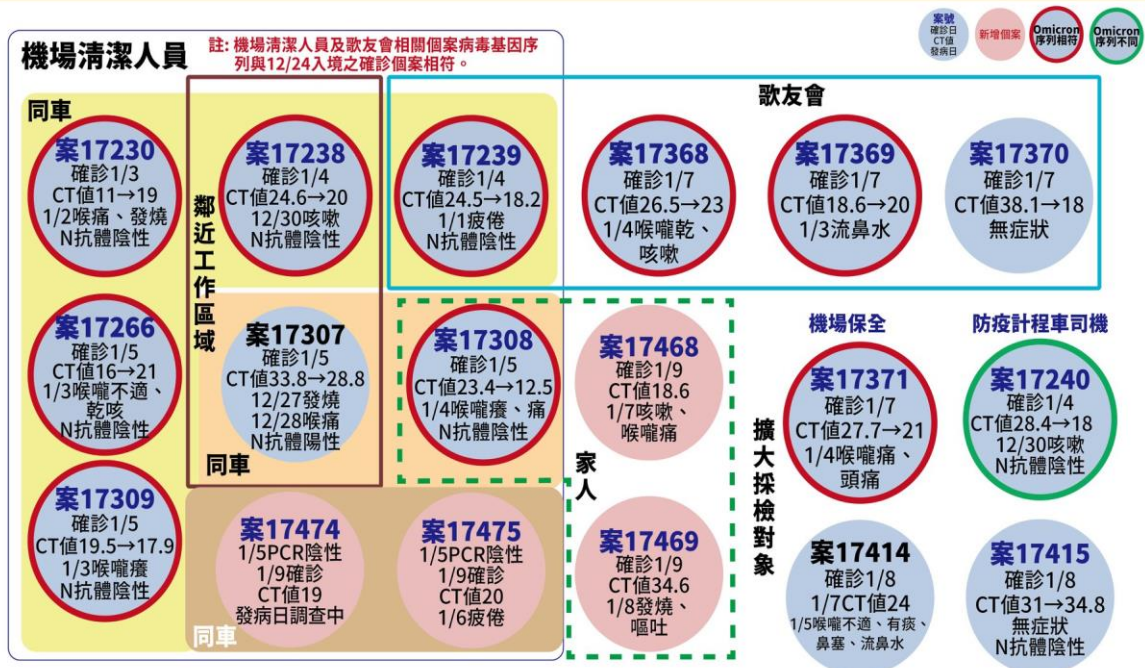 案號
確診日
CT值
發病日
新增個案
Omicron
序列相符
Omicron
序列不同
機場清潔人員
註: 機場清潔人員及歌友會相關個案病毒基因序
列與12/24入境之確診個案相符。
同車
案17230
確診1/3
CT值11→19
1/2喉痛、發燒
N抗體陰性
案17238
確診1/4
CT值24.6→20
12/30咳嗽
N抗體陰性
鄰近工作區域
歌友會
案17239
確診1/4
CT值24.5→18.2
1/1疲倦
N抗體陰性
案17368
確診1/7
CT值26.5→23
1/4喉嚨乾、
咳嗽
案17369
確診1/7
CT值18.6→20
1/3流鼻水
案17370
確診1/7
CT值38.1→18
無症狀
案17266
確診1/5
CT值16→21
1/3喉嚨不適、
乾咳
N抗體陰性
案17307
確診1/5
CT值33.8→28.8
12/27發燒
12/28喉痛
N抗體陽性
同車
案17308
確診1/5
CT值23.4→12.5
1/4喉嚨癢、痛
N抗體陰性
案17468
確診1/9
CT值18.6
1/7咳嗽、
喉嚨痛
家人
案17469
確診1/9
CT值34.6
1/8發燒、
嘔吐
案17309
確診1/5
CT值19.5→17.9
1/3喉嚨癢
N抗體陰性
案17474
1/5PCR陰性
1/9確診
CT值19
發病日調查中
同車
案17475
1/5PCR陰性
1/9確診
CT值20
1/6疲倦
擴大採檢對象
機場保全
案17371
確診1/7
CT值27.7→21
1/4喉嚨痛、
頭痛
防疫計程車司機
案17240
確診1/4
CT值28.4→18
12/30咳嗽
N抗體陰性
案17414
確診1/8
1/7CT值24
1/5喉嚨不適、有痰、
鼻塞、流鼻水
案17415
確診1/8
CT值31→34.8
無症狀
N抗體陰性